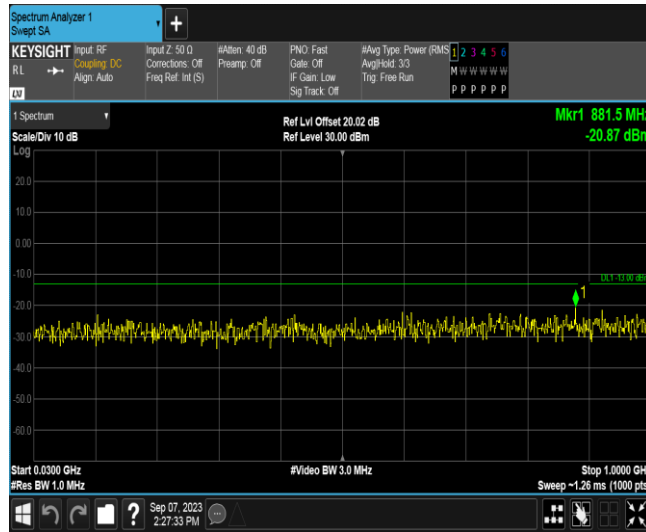 Spectrum Analyzer 1
Swept SA
KEYSIGHT
RL
LXI
Input: RF
Coupling: DC
Align: Auto
Input Z: 50 Ω
Corrections: Off
Freq Ref: Int (S)
#Atten: 40 dB
Preamp: Off
PNO: Fast
Gate: Off
IF Gain: Low
Sig Track: Off
#Avg Type: Power (RMS
Avg|Hold: 3/3
Trig: Free Run
1 2 3 4 5 6
M W W W W W
P P P P P P
1 Spectrum
Scale/Div 10 dB
Log
Ref Lvl Offset 20.02 dB
Ref Level 30.00 dBm
Mkr1 881.5 MHz
-20.87 dBm
20.0
10.0
0.00
-10.0
DL1 -13.00 dBm
1
-20.0
-30.0
-40.0
-50.0
-60.0
Start 0.0300 GHz
#Res BW 1.0 MHz
#Video BW 3.0 MHz
Stop 1.0000 GHz
Sweep ~1.26 ms (1000 pts)
?
Sep 07, 2023
2:27:33 PM